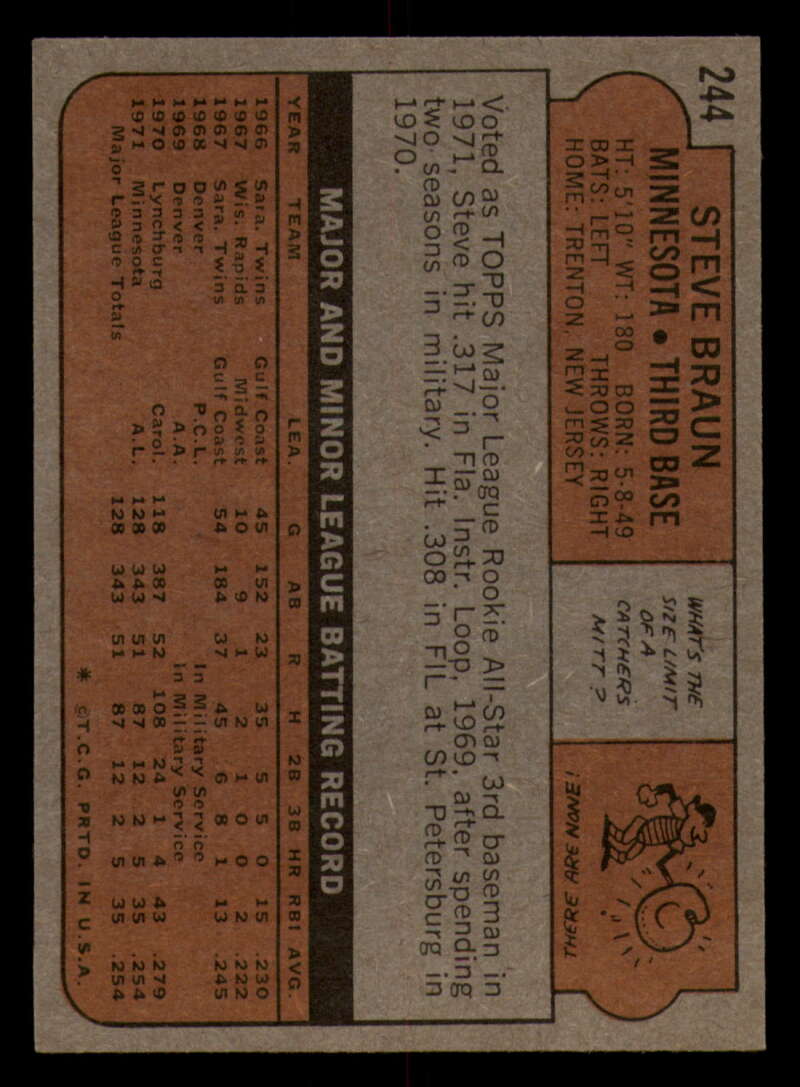 244
STEVE BRAUN
MINNESOTA • THIRD BASE
HT: 5'10" WT: 180 BORN: 5-8-49
BATS: LEFT THROWS: RIGHT
HOME: TRENTON, NEW JERSEY
WHAT'S THE
SIZE LIMIT
OF A
CATCHERS
MITT?
THERE ARE NONE!
Voted as TOPPS Major League Rookie All-Star 3rd baseman in
1971, Steve hit .317 in Fla. Instr. Loop, 1969, after spending
two seasons in military. Hit .308 in FIL at St. Petersburg in
1970.
MAJOR AND MINOR LEAGUE BATTING RECORD
YEAR TEAM LEA. G AB R H 2B 3B HR RBI AVG.
1966 Sara. Twins Gulf Coast 45 152 23 35 5 5 0 15 .230
1967 Wis. Rapids Midwest 10 9 1 2 1 0 0 2 .222
1967 Sara. Twins Gulf Coast 54 184 37 45 6 8 1 13 .245
1968 Denver P.C.L. In Military Service
1969 Denver A.A. In Military Service
1970 Lynchburg Carol. 118 387 52 108 24 1 4 43 .279
1971 Minnesota A.L. 128 343 51 87 12 2 5 35 .254
Major League Totals 128 343 51 87 12 2 5 35 .254
* ©T.C.G. PRTD. IN U.S.A.